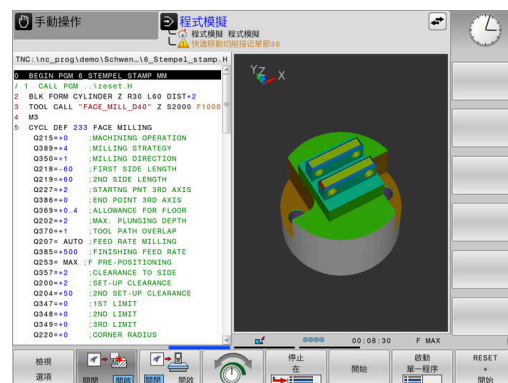 手動操作
程式模擬
程式模擬 程式模擬
快速移動切削接近單節36
TNC:\nc_prog\demo\Schwen…\6_Stempel_stamp.H
0 BEGIN PGM 6_STEMPEL_STAMP MM
/ 1 CALL PGM ..\reset.H
2 BLK FORM CYLINDER Z R30 L60 DIST+2
3 TOOL CALL "FACE_MILL_D40" Z S2000 F1000
4 M3
5 CYCL DEF 233 FACE MILLING
Q215=+0 ;MACHINING OPERATION
Q389=+4 ;MILLING STRATEGY
Q350=+1 ;MILLING DIRECTION
Q218=-60 ;FIRST SIDE LENGTH
Q219=+60 ;2ND SIDE LENGTH
Q227=+2 ;STARTNG PNT 3RD AXIS
Q386=+0 ;END POINT 3RD AXIS
Q369=+0.4 ;ALLOWANCE FOR FLOOR
Q202=+2 ;MAX. PLUNGING DEPTH
Q370=+1 ;TOOL PATH OVERLAP
Q207= AUTO ;FEED RATE MILLING
Q385=+500 ;FINISHING FEED RATE
Q253= MAX ;F PRE-POSITIONING
Q357=+2 ;CLEARANCE TO SIDE
Q200=+2 ;SET-UP CLEARANCE
Q204=+50 ;2ND SET-UP CLEARANCE
Q347=+0 ;1ST LIMIT
Q348=+0 ;2ND LIMIT
Q349=+0 ;3RD LIMIT
Q220=+0 ;CORNER RADIUS
Y Z X
00:08:30 F MAX
檢視
選項
關閉 開啟
關閉 開啟
停止
在
開始
啟動
單一程序
RESET
+
開始